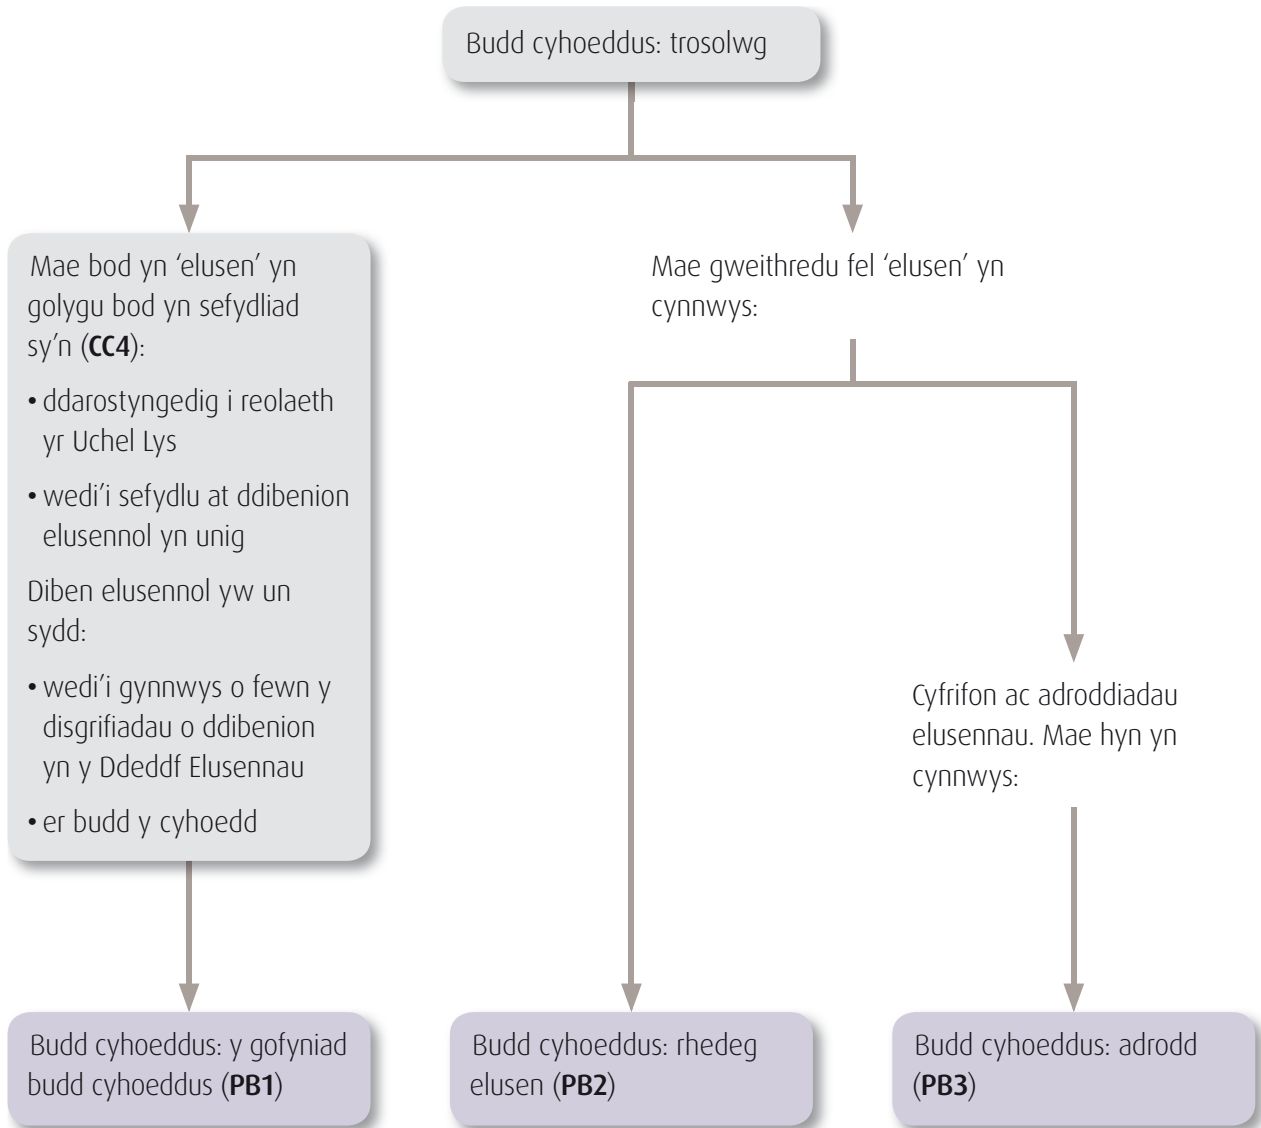 Budd cyhoeddus: trosolwg
Mae bod yn ‘elusen’ yn
golygu bod yn sefydliad
sy’n (CC4):
• ddarostyngedig i reolaeth
yr Uchel Lys
• wedi’i sefydlu at ddibenion
elusennol yn unig
Diben elusennol yw un
sydd:
• wedi’i gynnwys o fewn y
disgrifiadau o ddibenion
yn y Ddeddf Elusennau
• er budd y cyhoedd
Mae gweithredu fel ‘elusen’ yn
cynnwys:
Cyfrifon ac adroddiadau
elusennau. Mae hyn yn
cynnwys:
Budd cyhoeddus: y gofyniad
budd cyhoeddus (PB1)
Budd cyhoeddus: rhedeg
elusen (PB2)
Budd cyhoeddus: adrodd
(PB3)